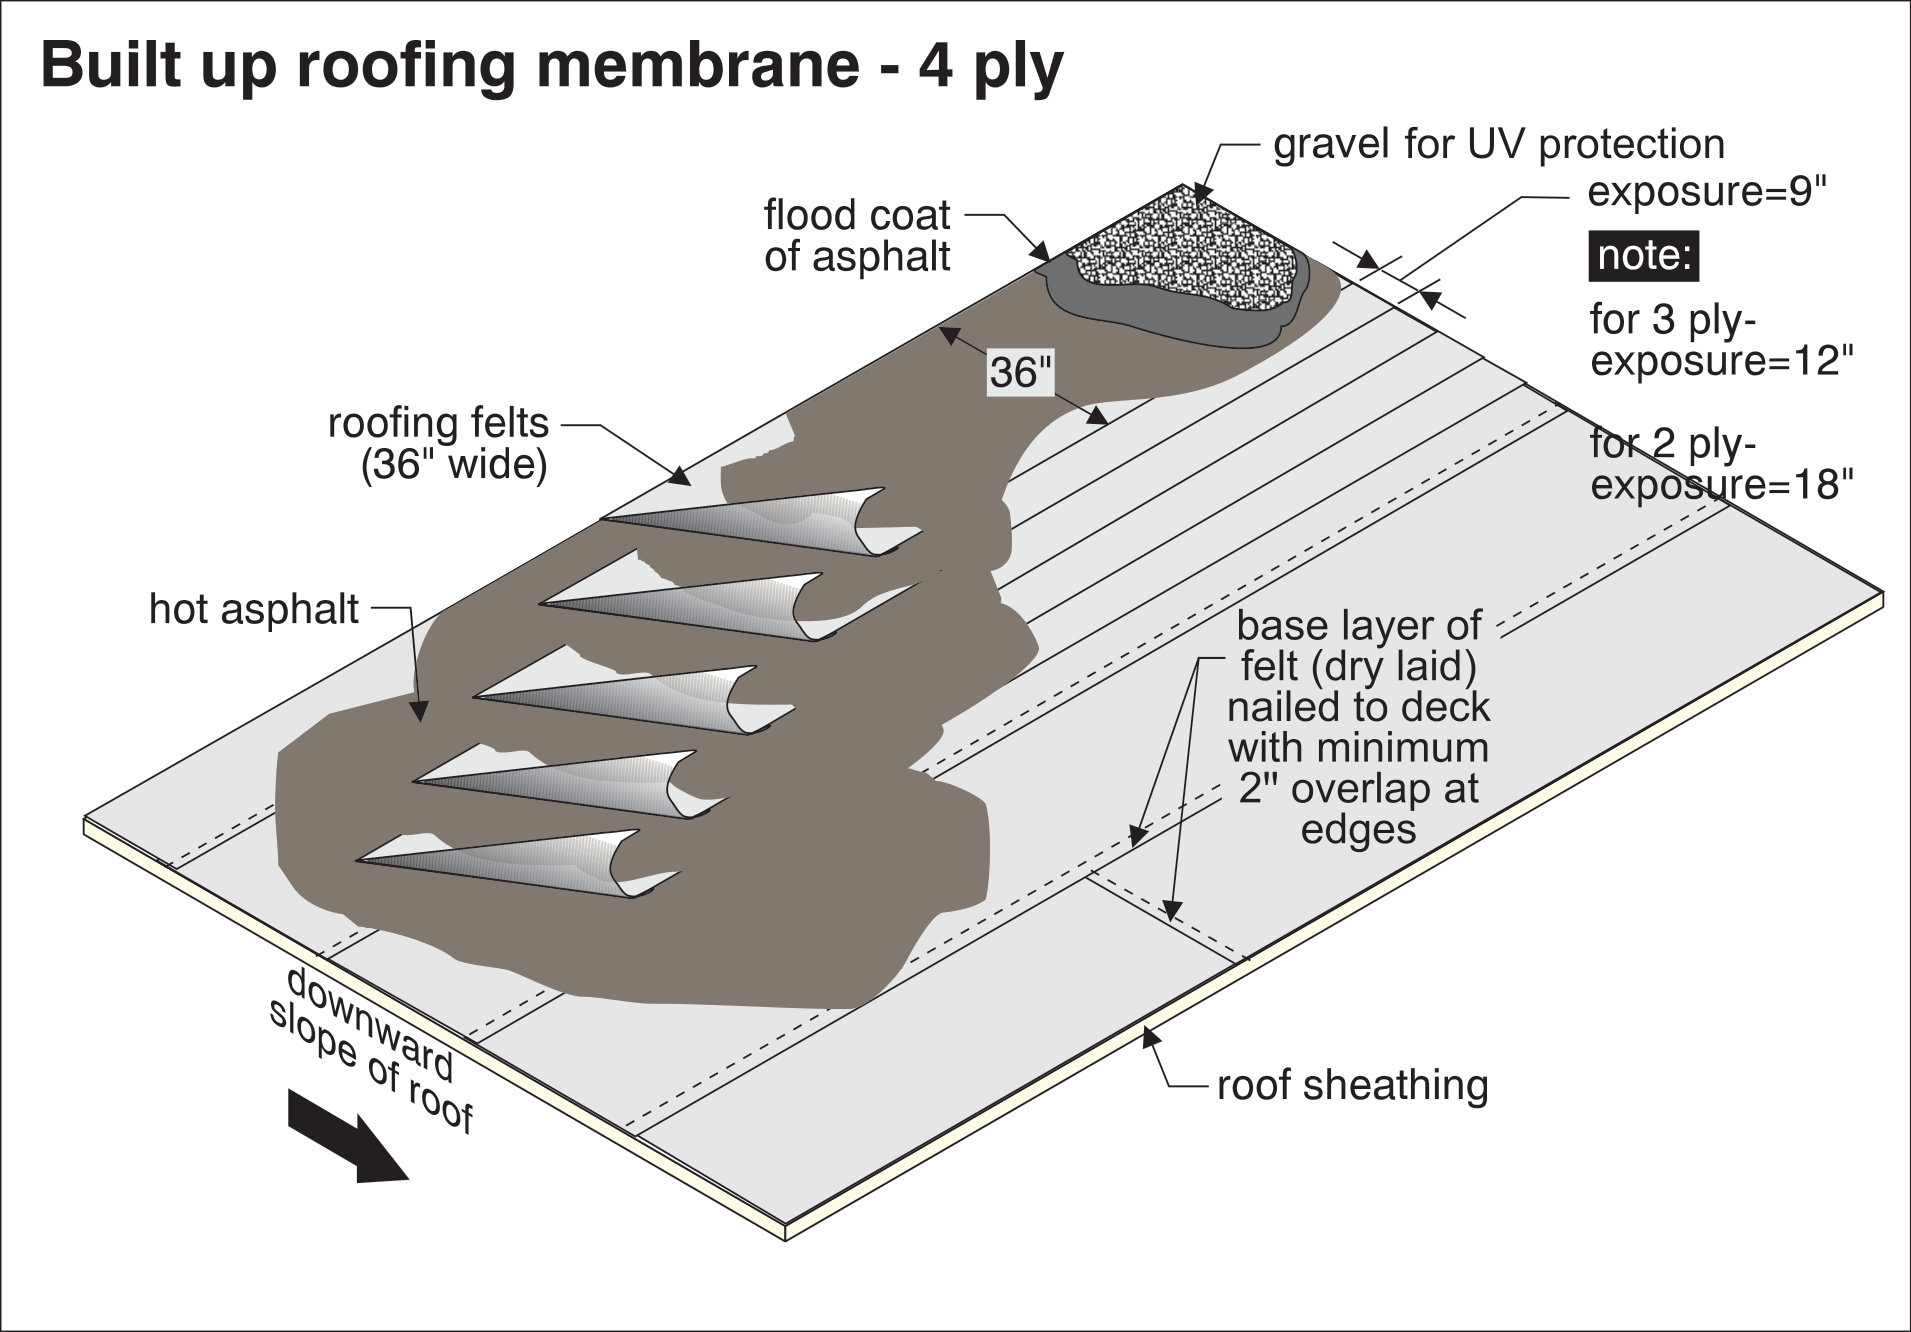 Built up roofing membrane - 4 ply
gravel for UV protection
exposure=9"
note:
for 3 ply-
exposure=12"
for 2 ply-
exposure=18"
flood coat
of asphalt
36"
roofing felts
(36" wide)
hot asphalt
base layer of
felt (dry laid)
nailed to deck
with minimum
2" overlap at
edges
downward
slope of roof
roof sheathing